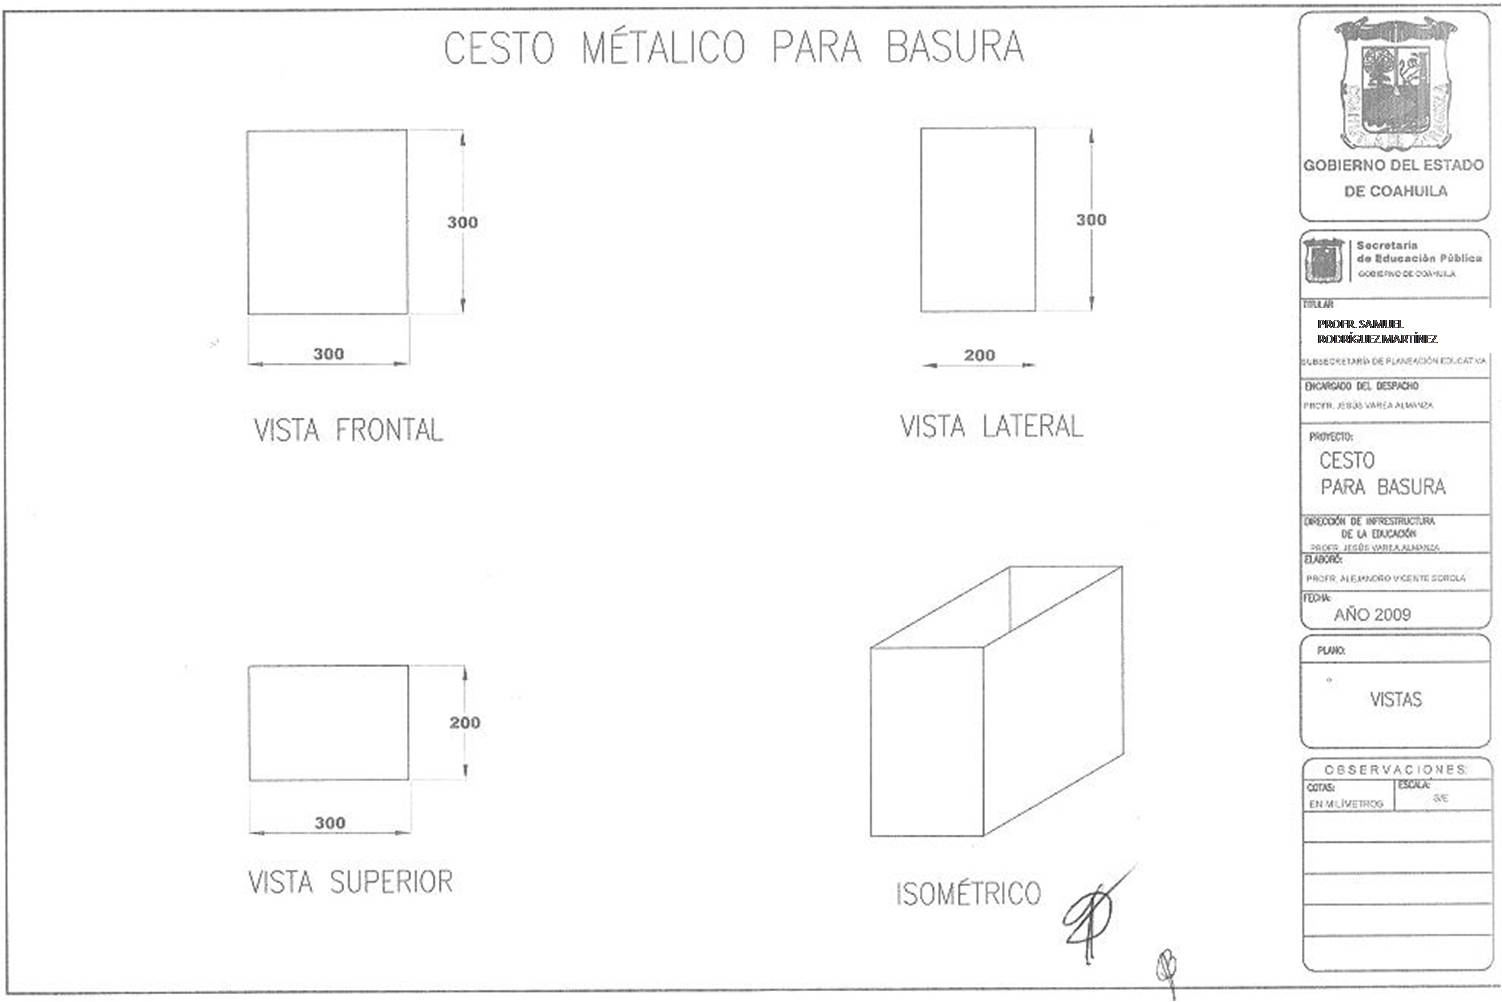 CESTO MÉTALICO PARA BASURA
300
300
VISTA FRONTAL
300
200
VISTA LATERAL
200
300
VISTA SUPERIOR
ISOMÉTRICO
GOBIERNO DEL ESTADO
DE COAHUILA
Secretaría
de Educación Pública
GOBIERNO DE COAHUILA
TITULAR
PROFR. SAMUEL
RODRÍGUEZ MARTÍNEZ
SUBSECRETARÍA DE PLANEACIÓN EDUCATIVA
ENCARGADO DEL DESPACHO
PROFR. JESÚS VARELA ALMANZA
PROYECTO:
CESTO
PARA BASURA
DIRECCIÓN DE INFRESTRUCTURA
DE LA EDUCACIÓN
PROFR. JESÚS VARELA ALMANZA
ELABORÓ:
PROFR. ALEJANDRO VICENTE
FECHA:
AÑO 2009
PLANO:
VISTAS
OBSERVACIONES:
COTAS:
EN MILÍMETROS
ESCALA:
S/E